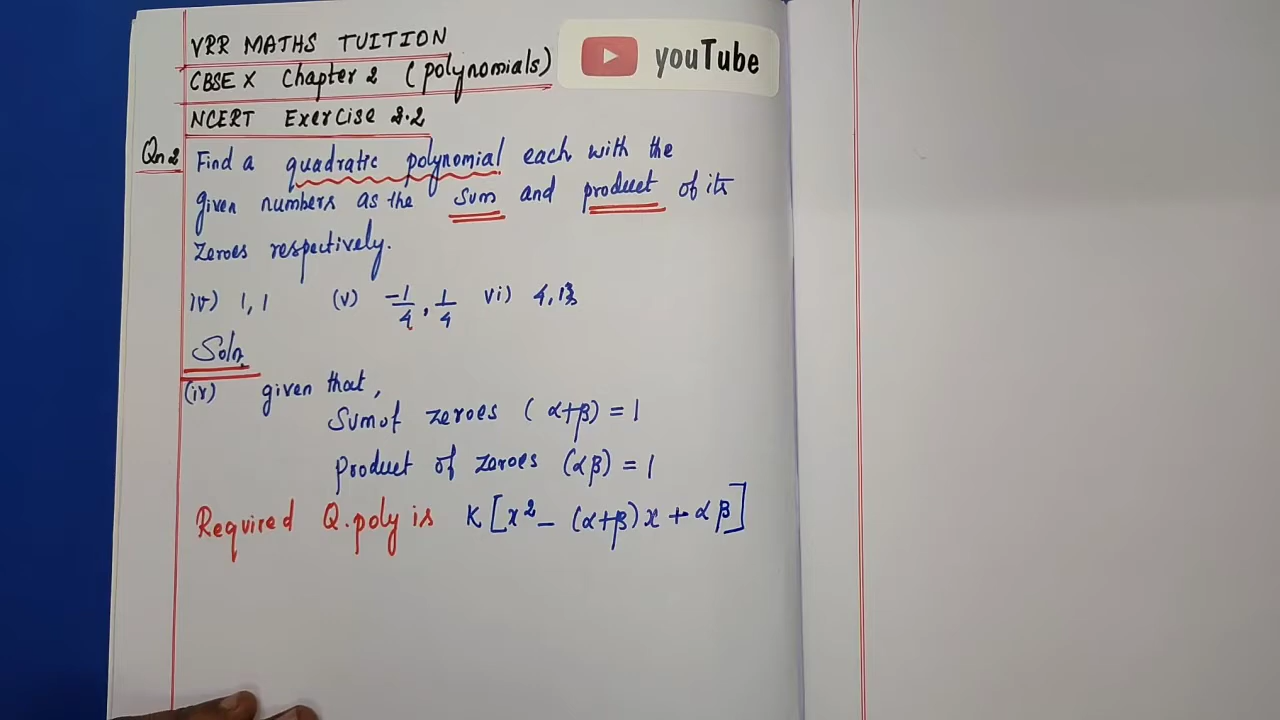 VRR MATHS TUITION
youTube
CBSE X Chapter 2 (polynomials)
NCERT Exercise 2.2
Qn 2 Find a quadratic polynomial each with the
given numbers as the sum and product of its
zeroes respectively.
iv) 1, 1 (v) -1/4, 1/4 vi) 4, 1
Soln
(iv) given that,
Sum of zeroes (α+β) = 1
product of zeroes (αβ) = 1
Required Q.poly is K[x² - (α+β)x + αβ]